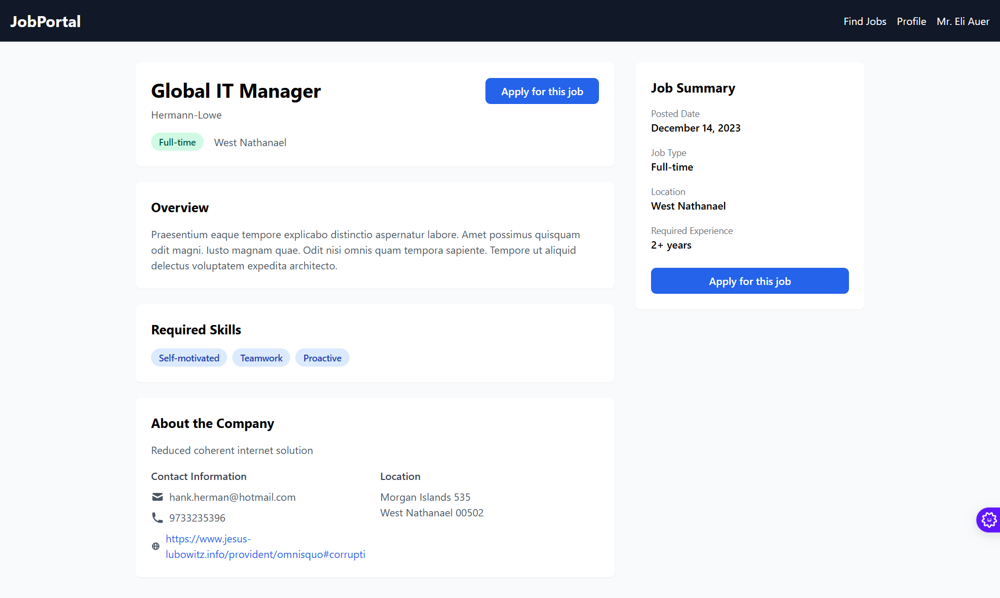 JobPortal
Find Jobs
Profile
Mr. Eli Auer
Global IT Manager
Apply for this job
Hermann-Lowe
Full-time
West Nathanael
Overview
Praesentium eaque tempore explicabo distinctio aspernatur labore. Amet possimus quisquam
odit magni. Iusto magnam quae. Odit nisi omnis quam tempora sapiente. Tempore ut aliquid
delectus voluptatem expedita architecto.
Required Skills
Self-motivated
Teamwork
Proactive
About the Company
Reduced coherent internet solution
Contact Information
hank.herman@hotmail.com
9733235396
https://www.jesus-
lubowitz.info/provident/omnisquo#corrupti
Location
Morgan Islands 535
West Nathanael 00502
Job Summary
Posted Date
December 14, 2023
Job Type
Full-time
Location
West Nathanael
Required Experience
2+ years
Apply for this job